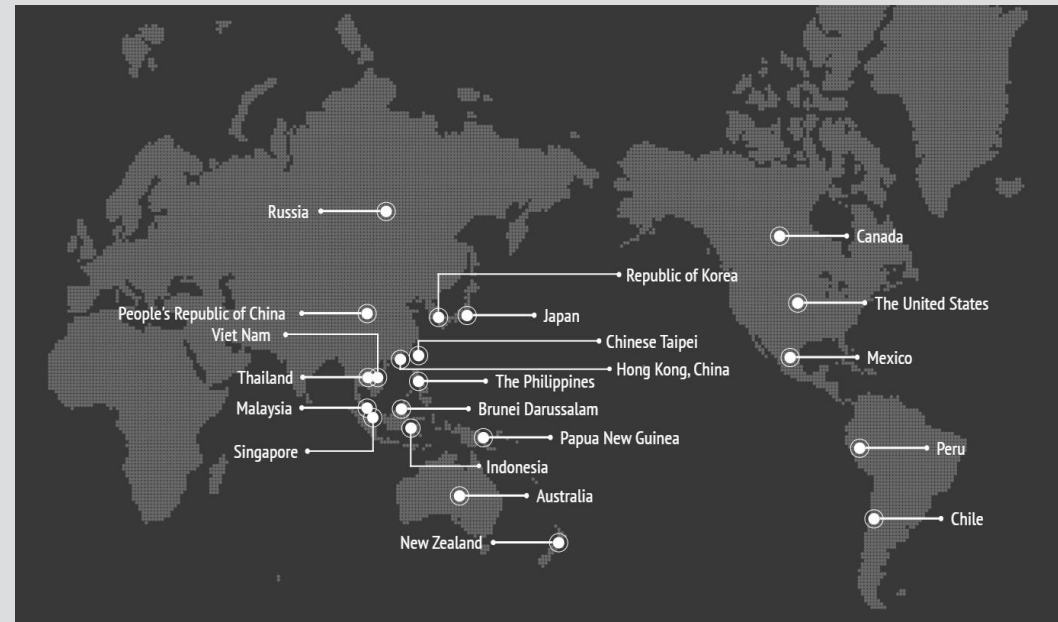 Russia
Canada
Republic of Korea
The United States
People's Republic of China
Japan
Viet Nam
Chinese Taipei
Mexico
Hong Kong, China
Thailand
The Philippines
Malaysia
Brunei Darussalam
Papua New Guinea
Peru
Singapore
Indonesia
Australia
Chile
New Zealand